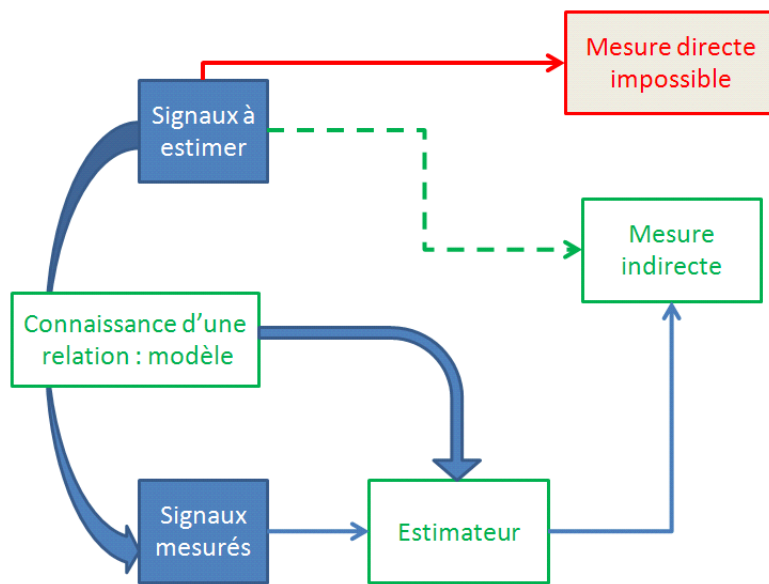 Mesure directe
impossible
Signaux à
estimer
Mesure
indirecte
Connaissance d’une
relation : modèle
Signaux
mesurés
Estimateur